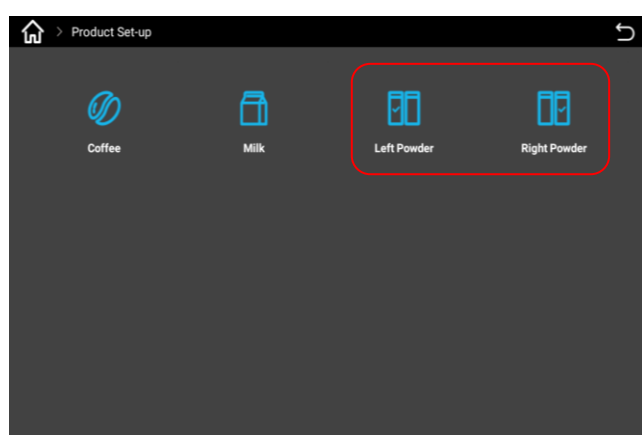 > Product Set-up
Coffee
Milk
Left Powder
Right Powder